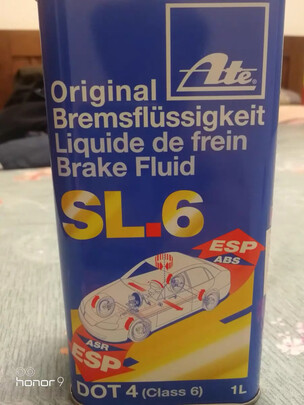 Ate®
Original
Bremsflüssigkeit
Liquide de frein
Brake Fluid
SL.6
ESP
ABS
ASR
ESP
DOT 4 (Class 6) 1L
honor 9